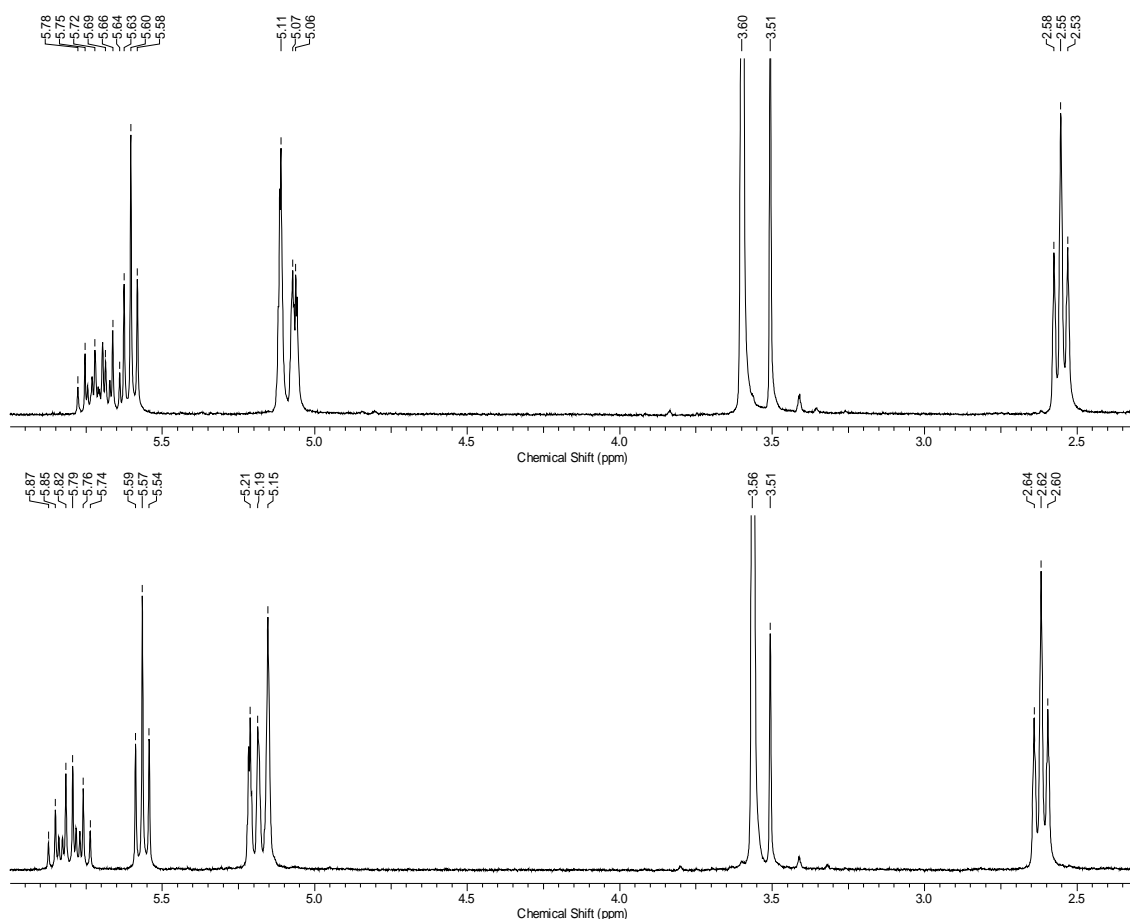 5.78 5.75 5.72 5.69 5.66 5.64 5.63 5.60 5.58 5.11 5.07 5.06 3.60 3.51 2.58 2.55 2.53
5.5 5.0 4.5 4.0 3.5 3.0 2.5
Chemical Shift (ppm)
5.87 5.85 5.82 5.79 5.76 5.74 5.59 5.57 5.54 5.21 5.19 5.15 3.56 3.51 2.64 2.62 2.60
5.5 5.0 4.5 4.0 3.5 3.0 2.5
Chemical Shift (ppm)